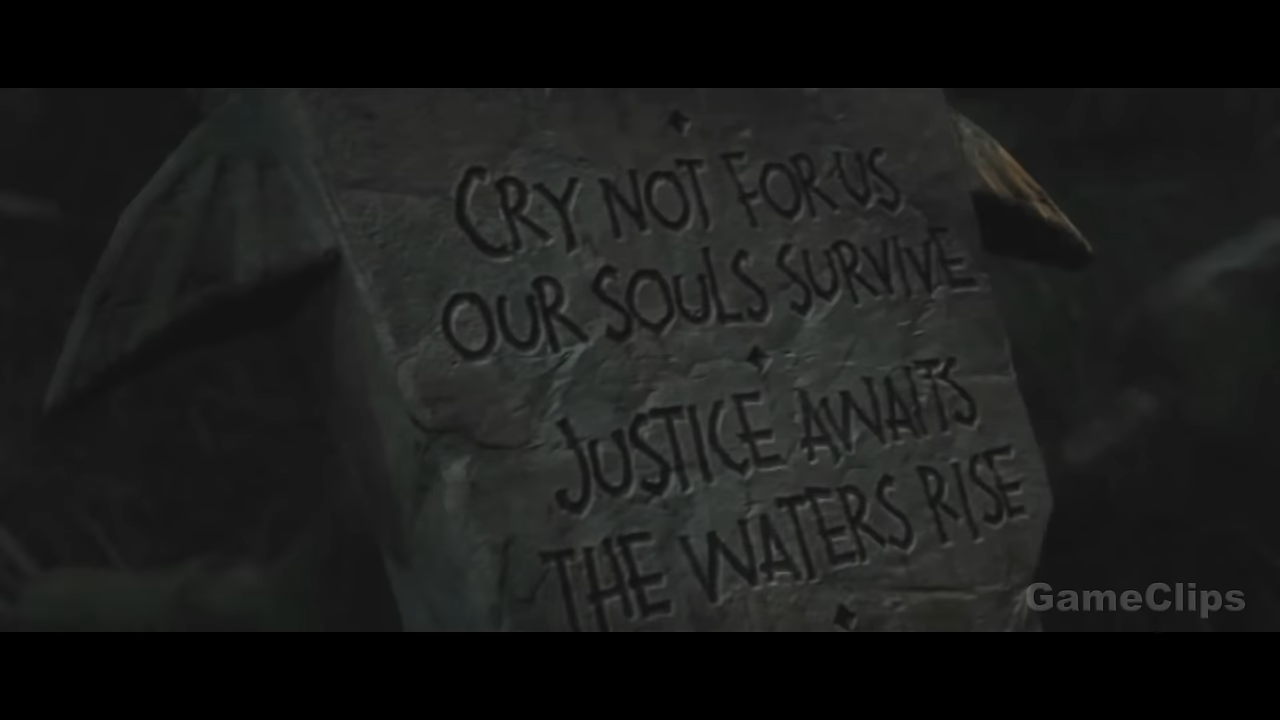 CRY NOT FOR US
OUR SOULS SURVIVE
JUSTICE AWAITS
THE WATERS RISE
GameClips